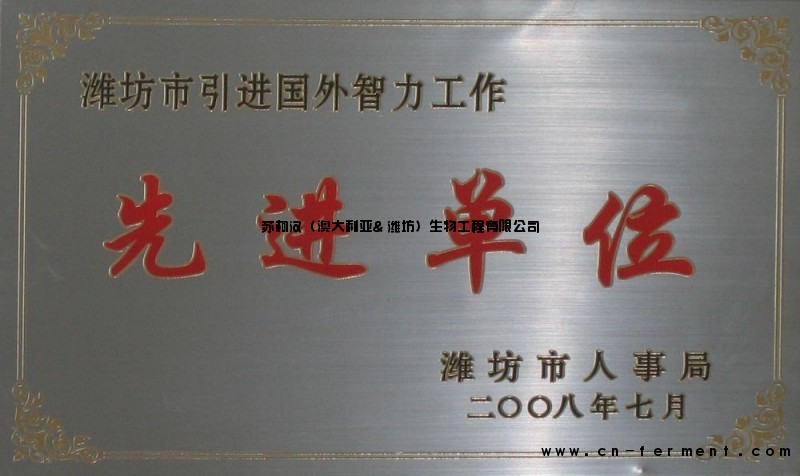 潍坊市引进国外智力工作
先进单位
苏柯汉（澳大利亚&潍坊）生物工程有限公司
潍坊市人事局
二〇〇八年七月
www.cn-ferment.com